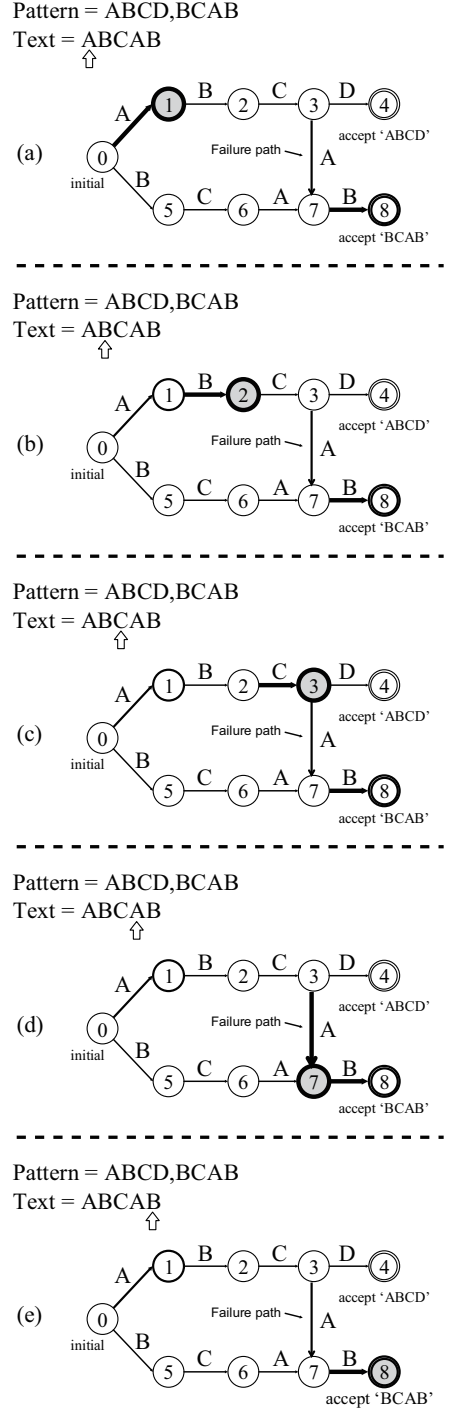 Pattern = ABCD,BCAB
Text = ABCAB
A 1 B 2 C 3 D 4
accept ‘ABCD’
(a) 0 Failure path A
initial
B 5 C 6 A 7 B 8
accept ‘BCAB’
Pattern = ABCD,BCAB
Text = ABCAB
A 1 B 2 C 3 D 4
accept ‘ABCD’
(b) 0 Failure path A
initial
B 5 C 6 A 7 B 8
accept ‘BCAB’
Pattern = ABCD,BCAB
Text = ABCAB
A 1 B 2 C 3 D 4
accept ‘ABCD’
(c) 0 Failure path A
initial
B 5 C 6 A 7 B 8
accept ‘BCAB’
Pattern = ABCD,BCAB
Text = ABCAB
A 1 B 2 C 3 D 4
accept ‘ABCD’
(d) 0 Failure path A
initial
B 5 C 6 A 7 B 8
accept ‘BCAB’
Pattern = ABCD,BCAB
Text = ABCAB
A 1 B 2 C 3 D 4
accept ‘ABCD’
(e) 0 Failure path A
initial
B 5 C 6 A 7 B 8
accept ‘BCAB’